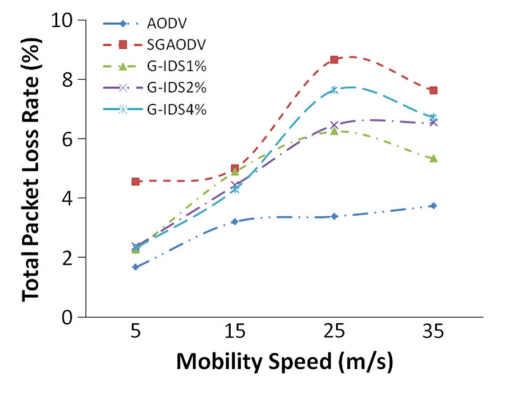 Total Packet Loss Rate (%)
10
8
6
4
2
0
AODV
SGAODV
G-IDS1%
G-IDS2%
G-IDS4%
5 15 25 35
Mobility Speed (m/s)